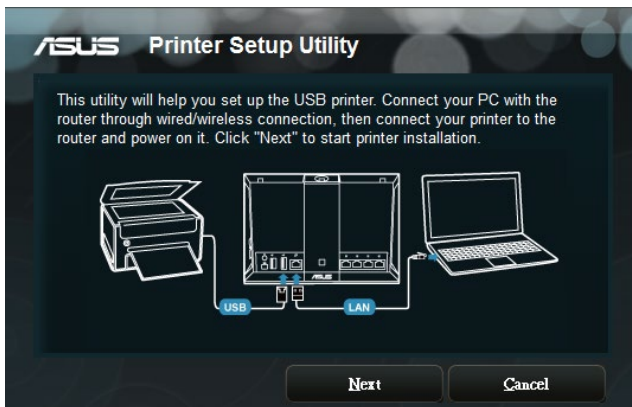 ASUS Printer Setup Utility
This utility will help you set up the USB printer. Connect your PC with the
router through wired/wireless connection, then connect your printer to the
router and power on it. Click "Next" to start printer installation.
ASUS
USB
LAN
Next
Cancel